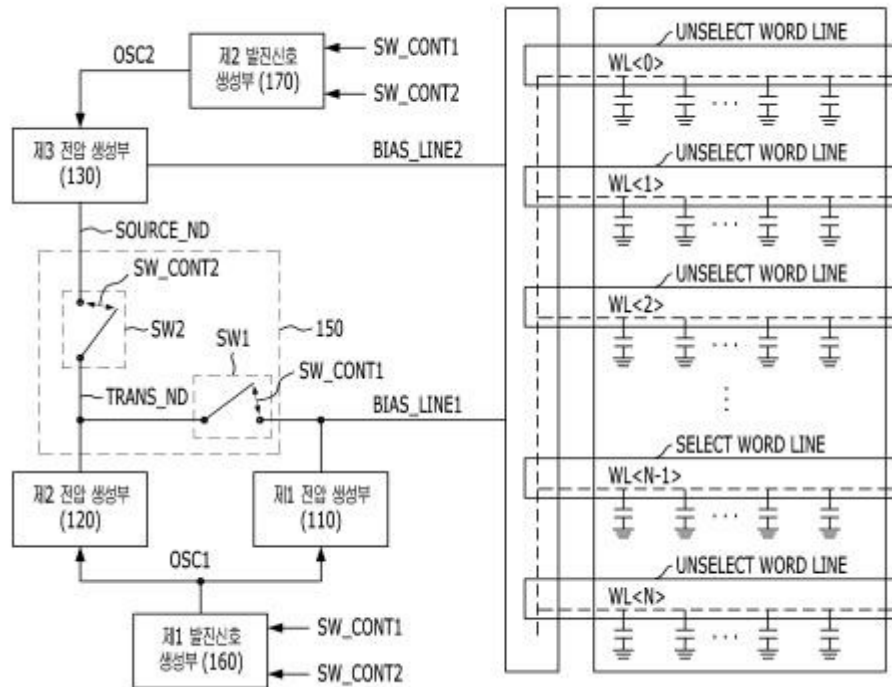 OSC2
제2 발진신호
생성부 (170)
SW_CONT1
SW_CONT2
제3 전압 생성부
(130)
BIAS_LINE2
SOURCE_ND
SW_CONT2
SW2
150
SW1
SW_CONT1
TRANS_ND
BIAS_LINE1
제2 전압 생성부
(120)
제1 전압 생성부
(110)
OSC1
제1 발진신호
생성부 (160)
SW_CONT1
SW_CONT2
UNSELECT WORD LINE
WL<0>
UNSELECT WORD LINE
WL<1>
UNSELECT WORD LINE
WL<2>
SELECT WORD LINE
WL<N-1>
UNSELECT WORD LINE
WL<N>